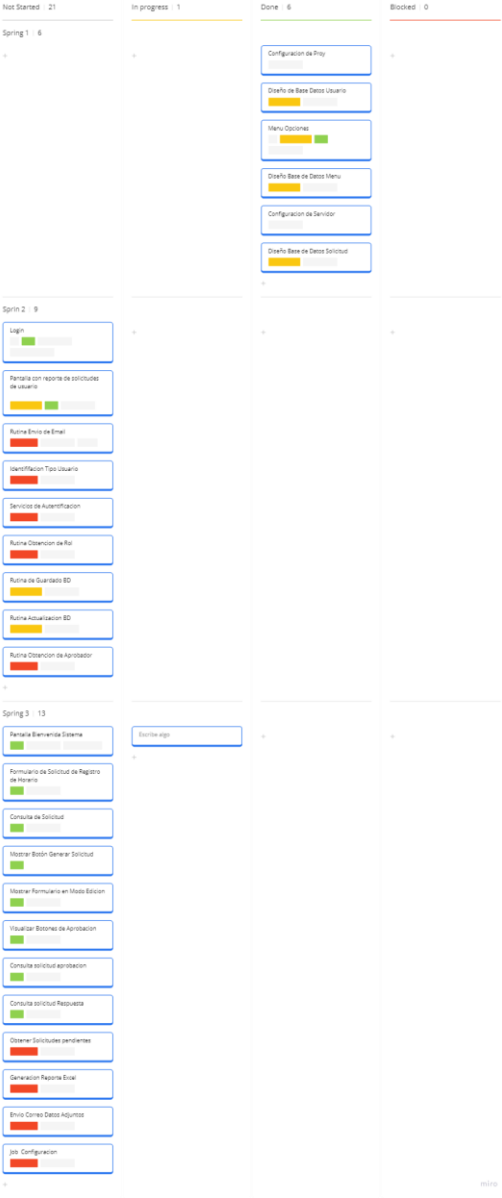 Not Started | 21
In progress | 1
Done | 6
Blocked | 0
Spring 1 | 6
Configuracion de Proy
Diseño de Base Datos Usuario
Menu Opciones
Diseño Base de Datos Menu
Configuracion de Servidor
Diseño Base de Datos Solicitud
Sprin 2 | 9
Login
Pantalla con reporte de solicitudes
de usuario
Rutina Envio de Email
Identififacion Tipo Usuario
Servicios de Autentificacion
Rutina Obtencion de Rol
Rutina de Guardado BD
Rutina Actualizacion BD
Rutina Obtencion de Aprobador
Spring 3 | 13
Pantalla Bienvenida Sistema
Escribe algo
Formulario de Solicitud de Registro
de Horario
Consulta de Solicitud
Mostrar Botón Generar Solicitud
Mostrar Formulario en Modo Edicion
Visualizar Botones de Aprobacion
Consulta solicitud aprobacion
Consulta solicitud Respuesta
Obtener Solicitudes pendientes
Generacion Reporte Excel
Envio Correo Datos Adjuntos
Job Configuracion
miro